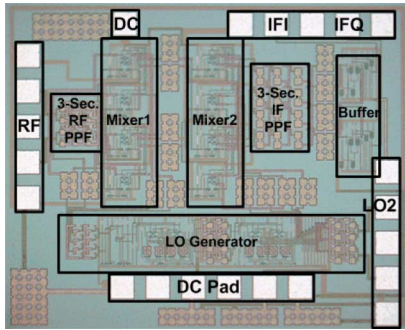 DC
IFI IFQ
RF
3-Sec.
RF
PPF
Mixer1
Mixer2
3-Sec.
IF
PPF
Buffer
LO2
LO Generator
DC Pad